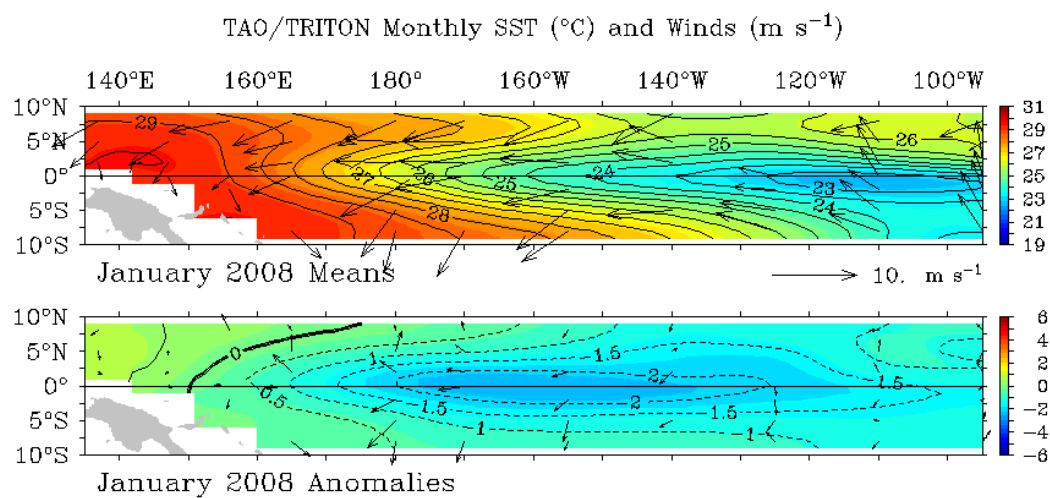 TAO/TRITON Monthly SST (°C) and Winds (m s⁻¹)
140°E 160°E 180° 160°W 140°W 120°W 100°W
10°N
5°N
0°
5°S
10°S
29
27
26
25
24
25
26
23
24
28
31
29
27
25
23
21
19
January 2008 Means
10. m s⁻¹
10°N
5°N
0°
5°S
10°S
0
1
1.5
0.5
2
1.5
1.5
2
1.5
1
-1
6
4
2
0
-2
-4
-6
January 2008 Anomalies